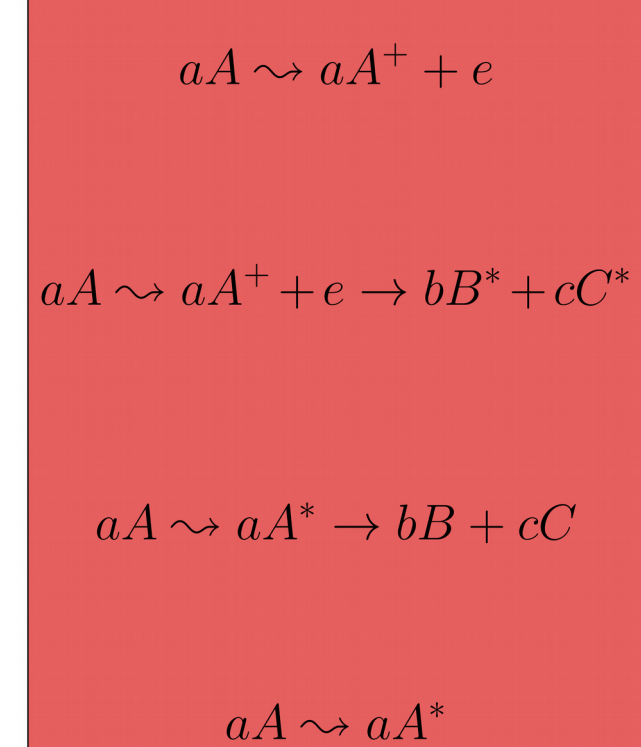 aA ⇝ aA⁺ + e
aA ⇝ aA⁺ + e → bB* + cC*
aA ⇝ aA* → bB + cC
aA ⇝ aA*